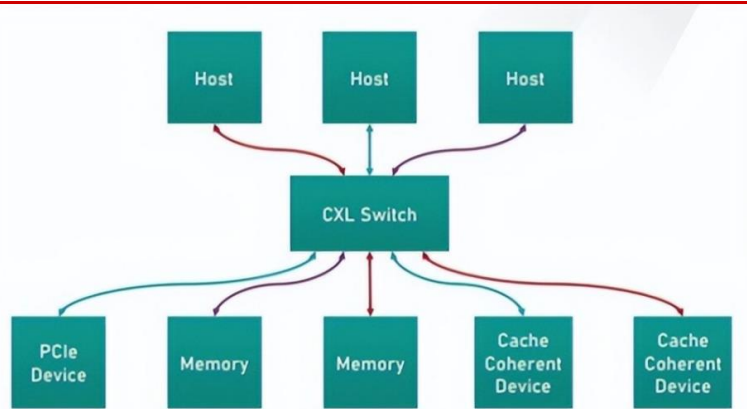 Host
Host
Host
CXL Switch
PCIe
Device
Memory
Memory
Cache
Coherent
Device
Cache
Coherent
Device